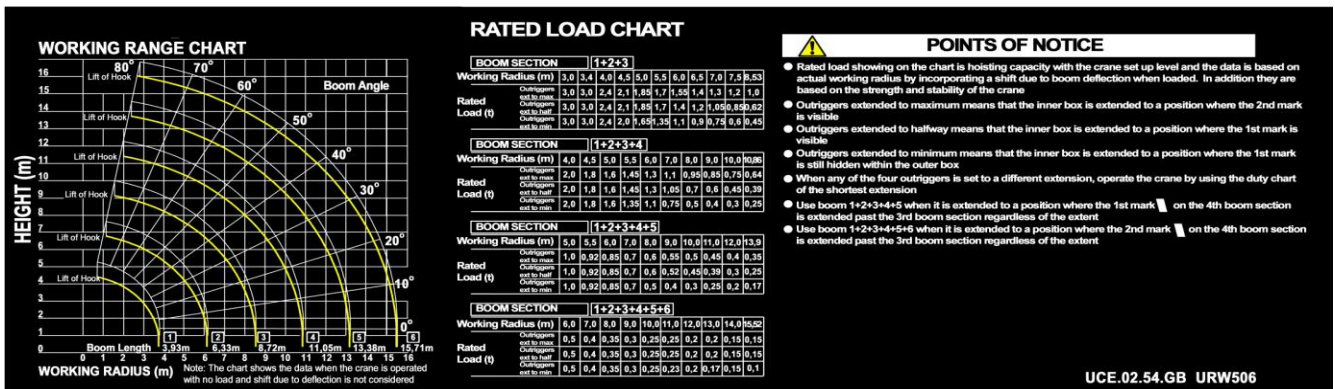 WORKING RANGE CHART
80°
70°
60°
50°
40°
30°
20°
10°
0°
Boom Angle
Lift of Hook
Lift of Hook
Lift of Hook
Lift of Hook
Lift of Hook
Lift of Hook
HEIGHT (m)
16
16
14
13
12
11
10
9
8
7
6
5
4
3
2
1
0
1 2 3 4 5 6
Boom Length 3,93m 6,33m 8,72m 11,05m 13,38m 15,71m
0 1 2 3 4 5 6 7 8 9 10 11 12 13 14 15 16
WORKING RADIUS (m)
Note: The chart shows the data when the crane is operated
with no load and shift due to deflection is not considered
RATED LOAD CHART
BOOM SECTION 1+2+3
Working Radius (m) 3,0 3,4 4,0 4,5 5,0 5,5 6,0 6,5 7,0 7,5 8,53
Rated Load (t)
Outriggers ext to max 3,0 3,0 2,4 2,1 1,85 1,7 1,55 1,4 1,3 1,2 1,0
Outriggers ext to half 3,0 3,0 2,4 2,1 1,85 1,7 1,4 1,2 1,05 0,85 0,62
Outriggers ext to min 3,0 3,0 2,4 2,0 1,65 1,35 1,1 0,9 0,75 0,6 0,45
BOOM SECTION 1+2+3+4
Working Radius (m) 4,0 4,5 5,0 5,5 6,0 7,0 8,0 9,0 10,0 10,86
Rated Load (t)
Outriggers ext to max 2,0 1,8 1,6 1,45 1,3 1,1 0,95 0,85 0,75 0,64
Outriggers ext to half 2,0 1,8 1,6 1,45 1,3 1,05 0,7 0,6 0,45 0,39
Outriggers ext to min 2,0 1,8 1,6 1,35 1,1 0,75 0,5 0,4 0,3 0,25
BOOM SECTION 1+2+3+4+5
Working Radius (m) 5,0 5,5 6,0 7,0 8,0 9,0 10,0 11,0 12,0 13,9
Rated Load (t)
Outriggers ext to max 1,0 0,92 0,85 0,7 0,6 0,55 0,5 0,45 0,4 0,35
Outriggers ext to half 1,0 0,92 0,85 0,7 0,6 0,52 0,45 0,39 0,3 0,25
Outriggers ext to min 1,0 0,92 0,85 0,7 0,5 0,4 0,3 0,25 0,2 0,17
BOOM SECTION 1+2+3+4+5+6
Working Radius (m) 6,0 7,0 8,0 9,0 10,0 11,0 12,0 13,0 14,0 15,52
Rated Load (t)
Outriggers ext to max 0,5 0,4 0,35 0,3 0,25 0,25 0,2 0,2 0,15 0,15
Outriggers ext to half 0,5 0,4 0,35 0,3 0,25 0,25 0,2 0,2 0,15 0,15
Outriggers ext to min 0,5 0,4 0,35 0,3 0,25 0,23 0,2 0,17 0,15 0,1
POINTS OF NOTICE
● Rated load showing on the chart is hoisting capacity with the crane set up level and the data is based on
actual working radius by incorporating a shift due to boom deflection when loaded. In addition they are
based on the strength and stability of the crane
● Outriggers extended to maximum means that the inner box is extended to a position where the 2nd mark
is visible
● Outriggers extended to halfway means that the inner box is extended to a position where the 1st mark is
visible
● Outriggers extended to minimum means that the inner box is extended to a position where the 1st mark
is still hidden within the outer box
● When any of the four outriggers is set to a different extension, operate the crane by using the duty chart
of the shortest extension
● Use boom 1+2+3+4+5 when it is extended to a position where the 1st mark on the 4th boom section
is extended past the 3rd boom section regardless of the extent
● Use boom 1+2+3+4+5+6 when it is extended to a position where the 2nd mark on the 4th boom section
is extended past the 3rd boom section regardless of the extent
UCE.02.54.GB URW506